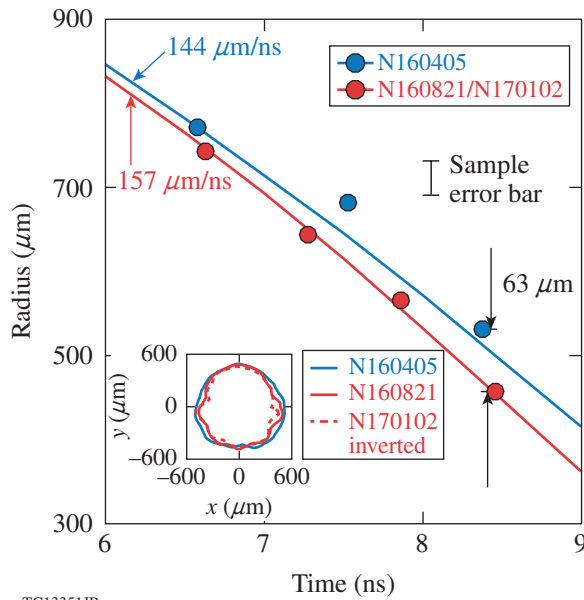 900
144 μm/ns
N160405
N160821/N170102
157 μm/ns
700
Sample
error bar
Radius (μm)
63 μm
500
600
0
–600
y (μm)
–600
0
600
x (μm)
N160405
N160821
N170102
inverted
300
6
7
8
9
Time (ns)